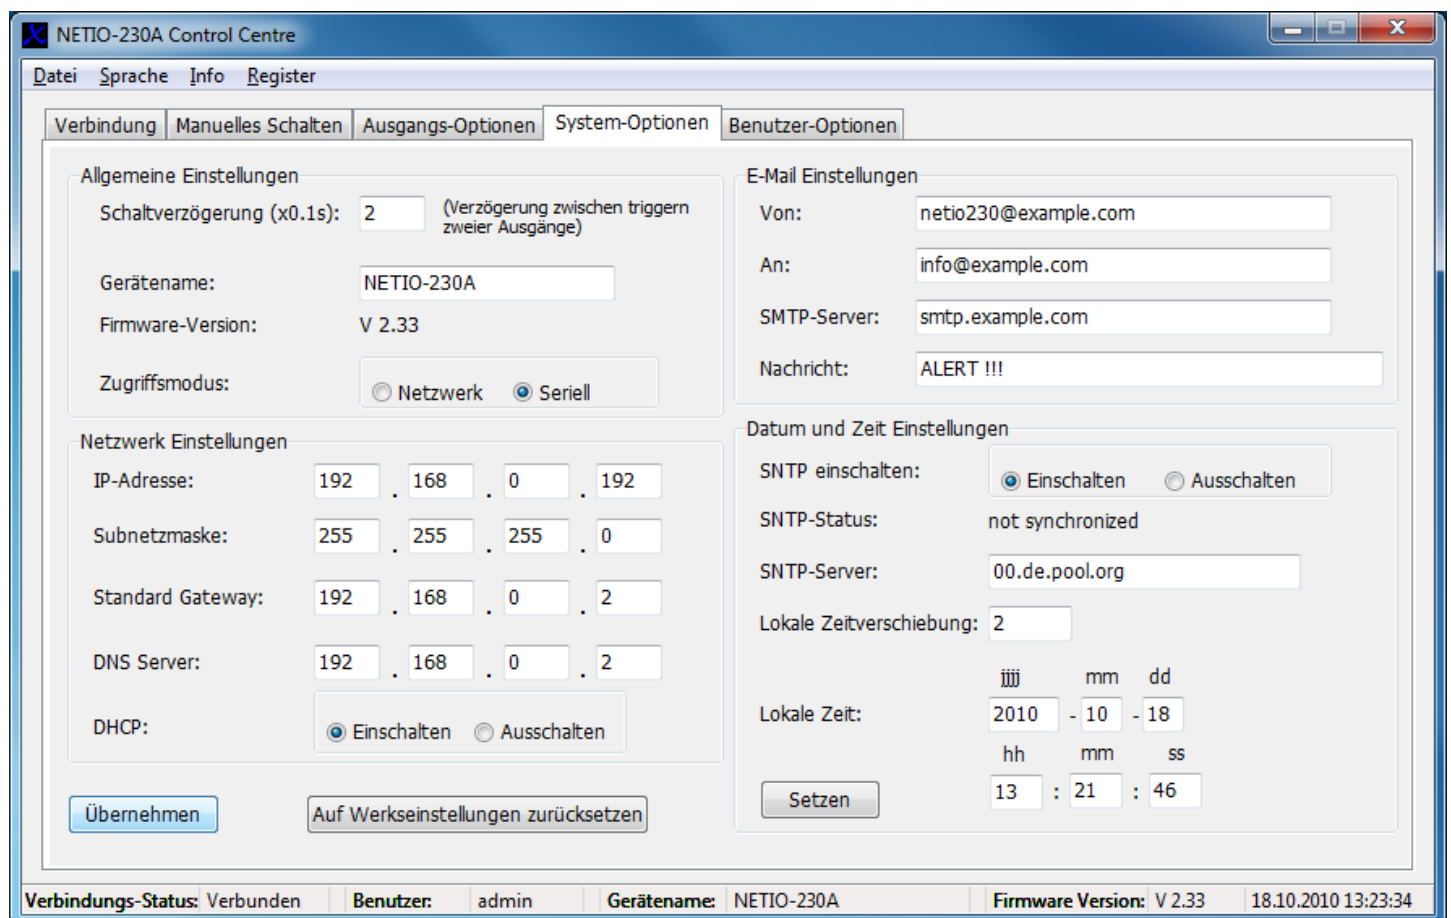 NETIO-230A Control Centre
Datei Sprache Info Register
Verbindung Manuelles Schalten Ausgangs-Optionen System-Optionen Benutzer-Optionen
Allgemeine Einstellungen
Schaltverzögerung (x0.1s): 2 (Verzögerung zwischen triggern
zweier Ausgänge)
Gerätename: NETIO-230A
Firmware-Version: V 2.33
Zugriffsmodus: Netzwerk Seriell
Netzwerk Einstellungen
IP-Adresse: 192 . 168 . 0 . 192
Subnetzmaske: 255 . 255 . 255 . 0
Standard Gateway: 192 . 168 . 0 . 2
DNS Server: 192 . 168 . 0 . 2
DHCP: Einschalten Ausschalten
Übernehmen Auf Werkseinstellungen zurücksetzen
E-Mail Einstellungen
Von: netio230@example.com
An: info@example.com
SMTP-Server: smtp.example.com
Nachricht: ALERT !!!
Datum und Zeit Einstellungen
SNTP einschalten: Einschalten Ausschalten
SNTP-Status: not synchronized
SNTP-Server: 00.de.pool.org
Lokale Zeitverschiebung: 2
jjjj mm dd
Lokale Zeit: 2010 - 10 - 18
hh mm ss
Setzen 13 : 21 : 46
Verbindungs-Status: Verbunden Benutzer: admin Gerätename: NETIO-230A Firmware Version: V 2.33 18.10.2010 13:23:34